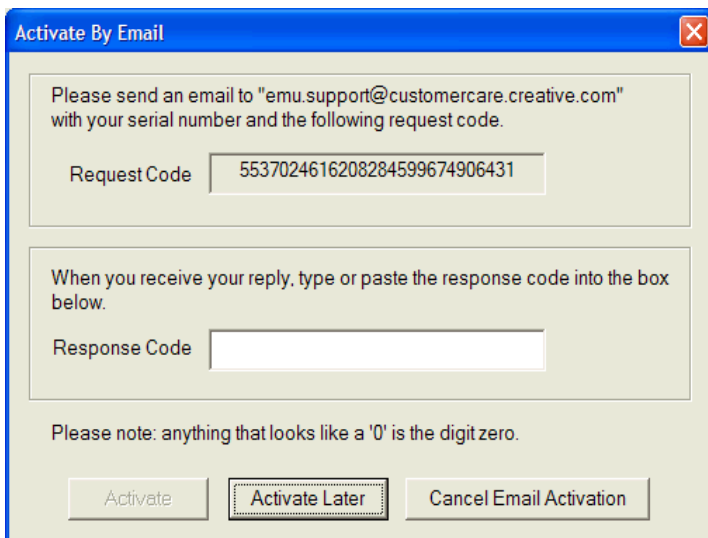 Activate By Email
Please send an email to "emu.support@customercare.creative.com"
with your serial number and the following request code.
Request Code 5537024616208284599674906431
When you receive your reply, type or paste the response code into the box
below.
Response Code
Please note: anything that looks like a '0' is the digit zero.
Activate Activate Later Cancel Email Activation